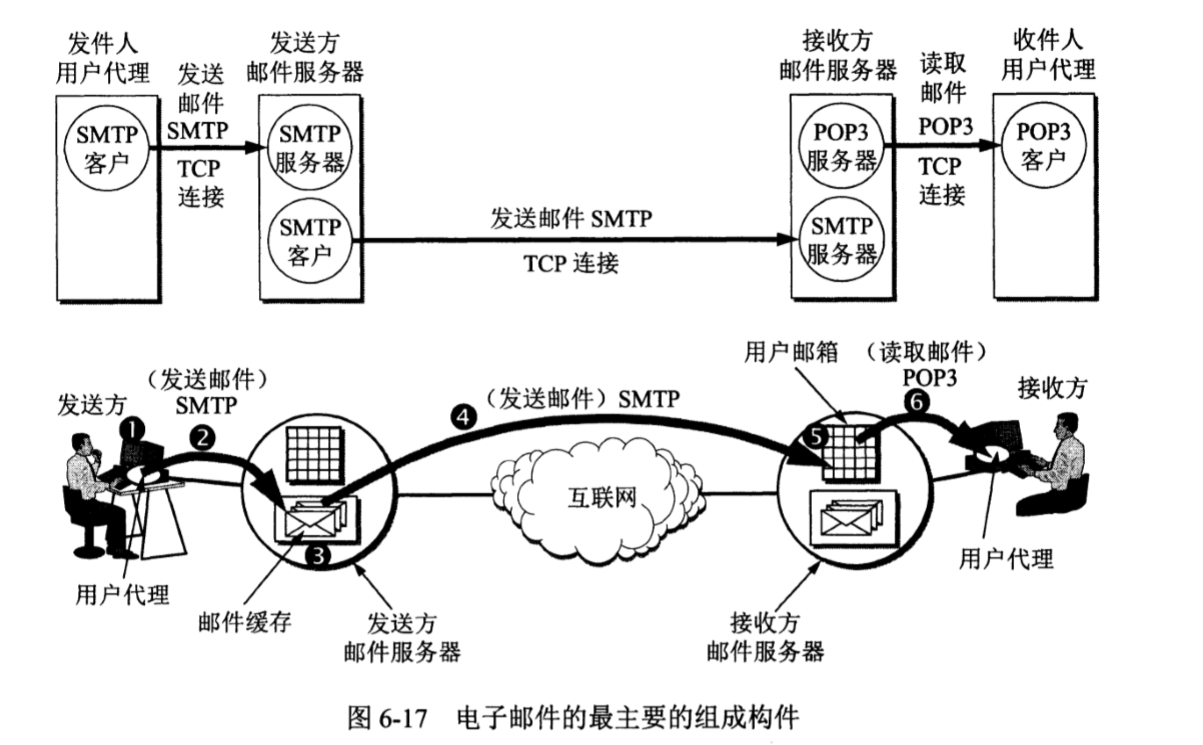 发件人
用户代理
发送
邮件
SMTP
TCP
连接
发送方
邮件服务器
接收方
邮件服务器
读取
邮件
POP3
TCP
连接
收件人
用户代理
SMTP
客户
SMTP
服务器
SMTP
客户
发送邮件 SMTP
TCP 连接
POP3
服务器
SMTP
服务器
POP3
客户
发送方
（发送邮件）
SMTP
（发送邮件）SMTP
用户邮箱
（读取邮件）
POP3
接收方
❶
❷
❸
❹
❺
❻
互联网
用户代理
邮件缓存
发送方
邮件服务器
接收方
邮件服务器
用户代理
图 6-17 电子邮件的最主要的组成构件